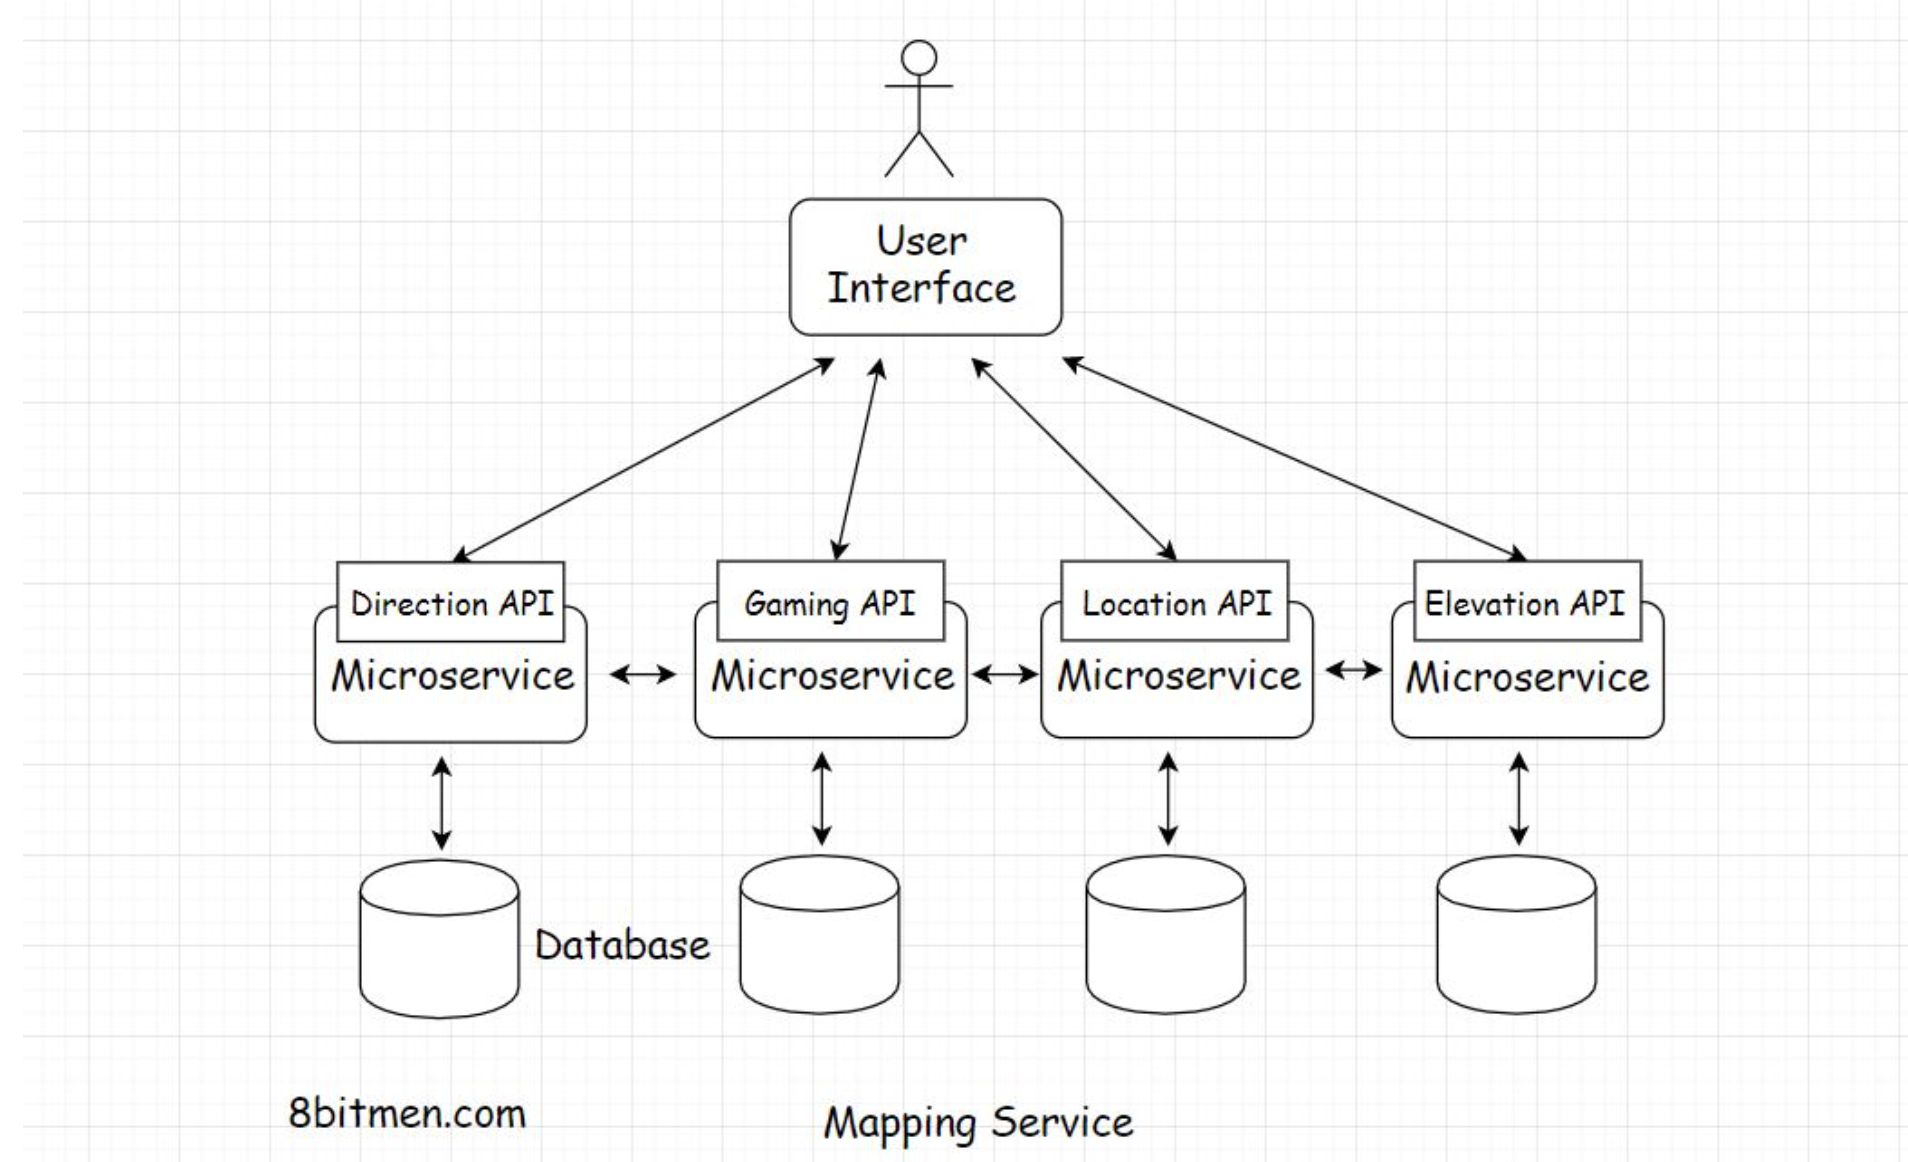 User
Interface
Direction API
Gaming API
Location API
Elevation API
Microservice
Microservice
Microservice
Microservice
Database
8bitmen.com
Mapping Service